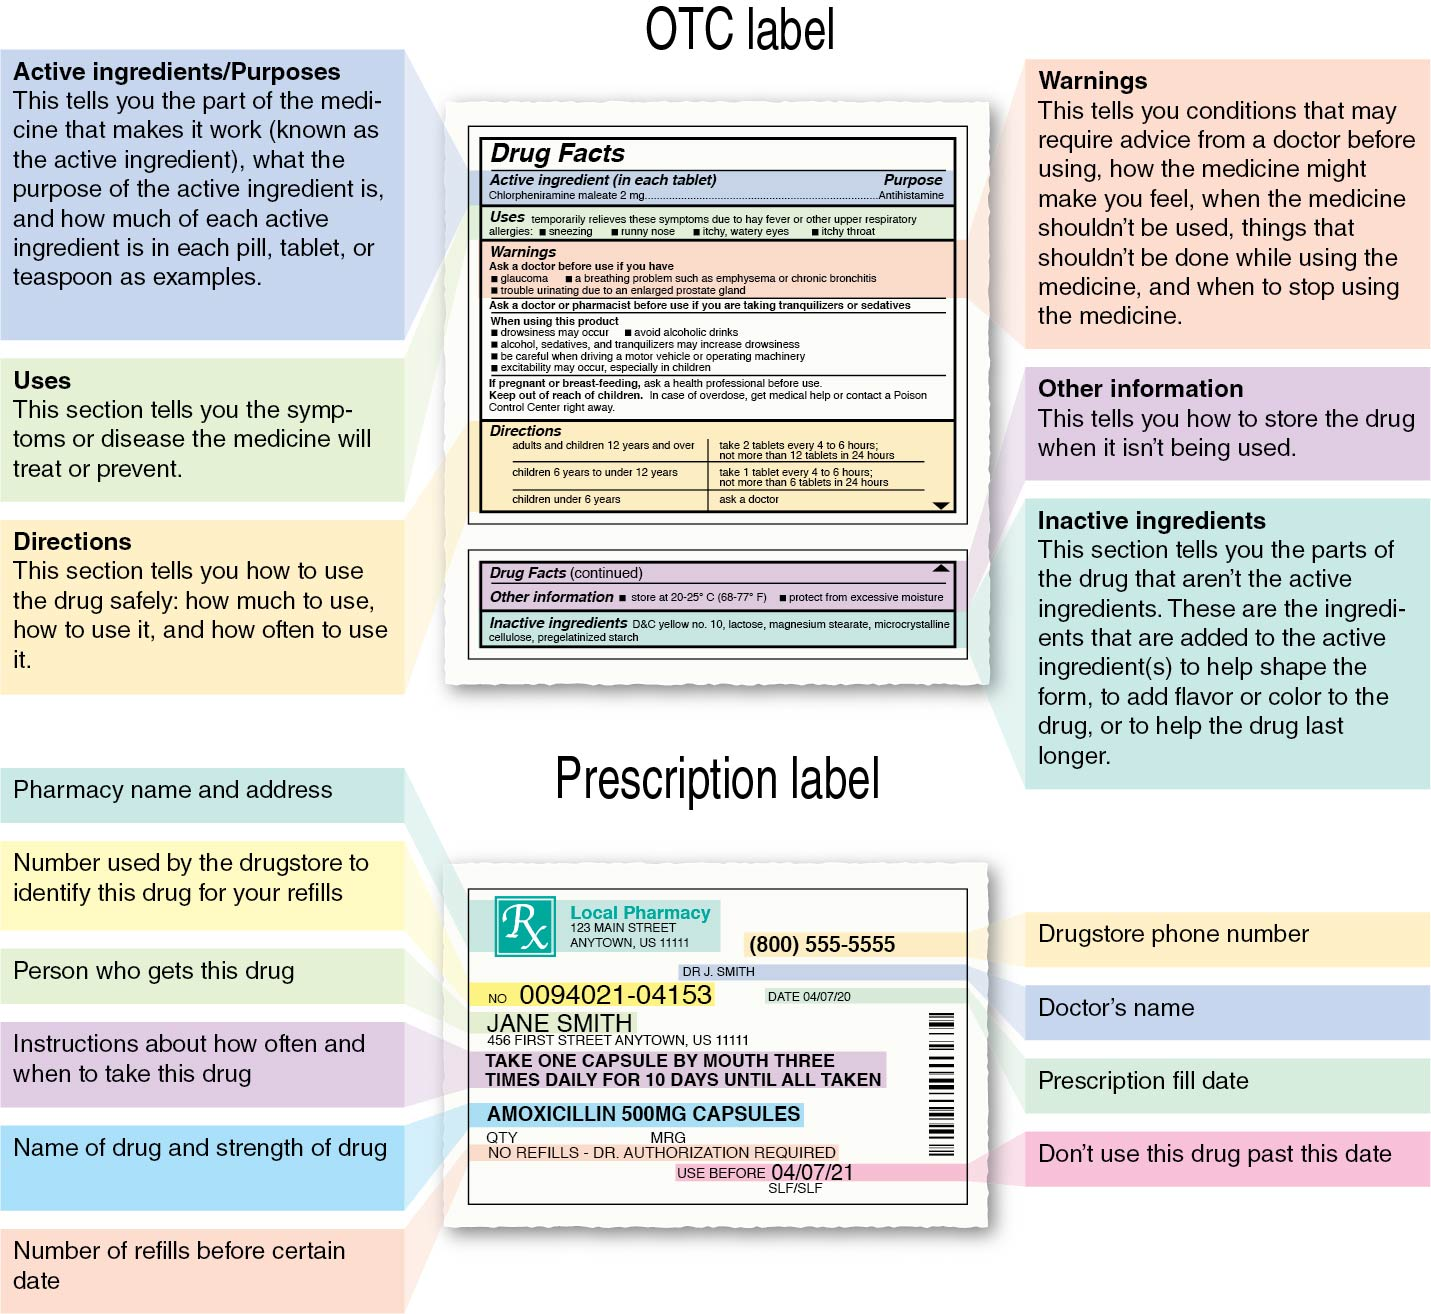 OTC label
Active ingredients/Purposes
This tells you the part of the medi-
cine that makes it work (known as
the active ingredient), what the
purpose of the active ingredient is,
and how much of each active
ingredient is in each pill, tablet, or
teaspoon as examples.
Uses
This section tells you the symp-
toms or disease the medicine will
treat or prevent.
Directions
This section tells you how to use
the drug safely: how much to use,
how to use it, and how often to use
it.
Drug Facts
Active ingredient (in each tablet) Purpose
Chlorpheniramine maleate 2 mg..........Antihistamine
Uses temporarily relieves these symptoms due to hay fever or other upper respiratory
allergies: ■ sneezing ■ runny nose ■ itchy, watery eyes ■ itchy throat
Warnings
Ask a doctor before use if you have
■ glaucoma ■ a breathing problem such as emphysema or chronic bronchitis
■ trouble urinating due to an enlarged prostate gland
Ask a doctor or pharmacist before use if you are taking tranquilizers or sedatives
When using this product
■ drowsiness may occur ■ avoid alcoholic drinks
■ alcohol, sedatives, and tranquilizers may increase drowsiness
■ be careful when driving a motor vehicle or operating machinery
■ excitability may occur, especially in children
If pregnant or breast-feeding, ask a health professional before use.
Keep out of reach of children. In case of overdose, get medical help or contact a Poison
Control Center right away.
Directions
adults and children 12 years and over take 2 tablets every 4 to 6 hours;
not more than 12 tablets in 24 hours
children 6 years to under 12 years take 1 tablet every 4 to 6 hours;
not more than 6 tablets in 24 hours
children under 6 years ask a doctor
Drug Facts (continued)
Other information ■ store at 20-25° C (68-77° F) ■ protect from excessive moisture
Inactive ingredients D&C yellow no. 10, lactose, magnesium stearate, microcrystalline
cellulose, pregelatinized starch
Warnings
This tells you conditions that may
require advice from a doctor before
using, how the medicine might
make you feel, when the medicine
shouldn't be used, things that
shouldn't be done while using the
medicine, and when to stop using
the medicine.
Other information
This tells you how to store the drug
when it isn't being used.
Inactive ingredients
This section tells you the parts of
the drug that aren't the active
ingredients. These are the ingredi-
ents that are added to the active
ingredient(s) to help shape the
form, to add flavor or color to the
drug, or to help the drug last
longer.
Prescription label
Pharmacy name and address
Number used by the drugstore to
identify this drug for your refills
Person who gets this drug
Instructions about how often and
when to take this drug
Name of drug and strength of drug
Number of refills before certain
date
Rx
Local Pharmacy
123 MAIN STREET
ANYTOWN, US 11111
(800) 555-5555
DR J. SMITH
NO 0094021-04153
DATE 04/07/20
JANE SMITH
456 FIRST STREET ANYTOWN, US 11111
TAKE ONE CAPSULE BY MOUTH THREE
TIMES DAILY FOR 10 DAYS UNTIL ALL TAKEN
AMOXICILLIN 500MG CAPSULES
QTY MRG
NO REFILLS - DR. AUTHORIZATION REQUIRED
USE BEFORE 04/07/21
SLF/SLF
Drugstore phone number
Doctor's name
Prescription fill date
Don't use this drug past this date